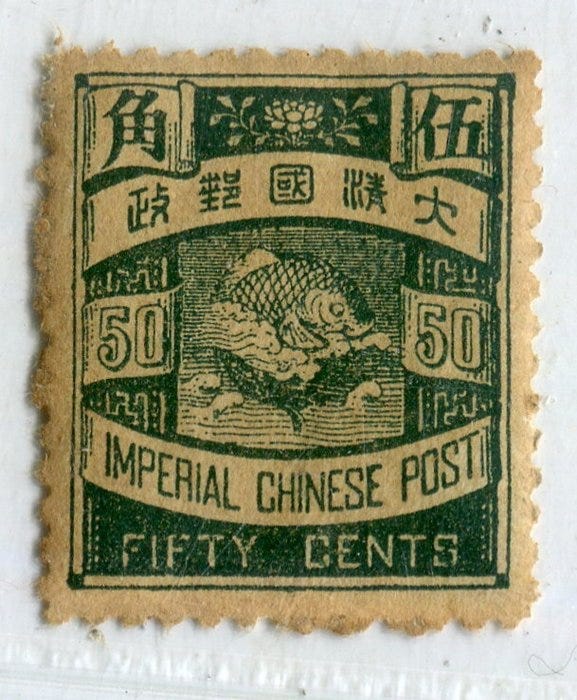 伍角
大清國郵政
50 50
IMPERIAL CHINESE POST
FIFTY CENTS